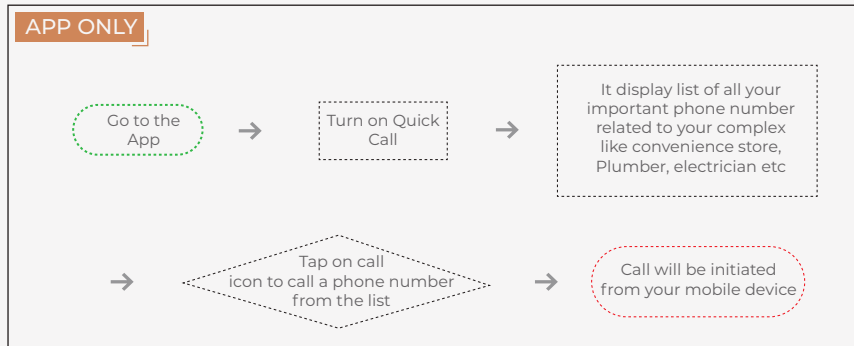 APP ONLY
Go to the
App
Turn on Quick
Call
It display list of all your
important phone number
related to your complex
like convenience store,
Plumber, electrician etc
Tap on call
icon to call a phone number
from the list
Call will be initiated
from your mobile device